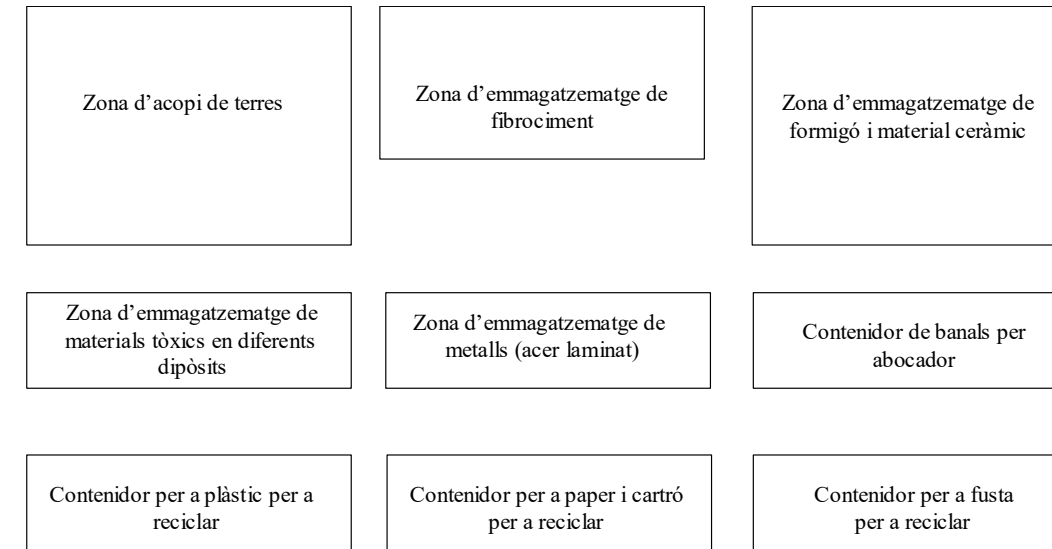 Zona d’acopi de terres
Zona d’emmagatzematge de
fibrociment
Zona d’emmagatzematge de
formigó i material ceràmic
Zona d’emmagatzematge de
materials tòxics en diferents
dipòsits
Zona d’emmagatzematge de
metalls (acer laminat)
Contenidor de banals per
abocador
Contenidor per a plàstic per a
reciclar
Contenidor per a paper i cartró
per a reciclar
Contenidor per a fusta
per a reciclar